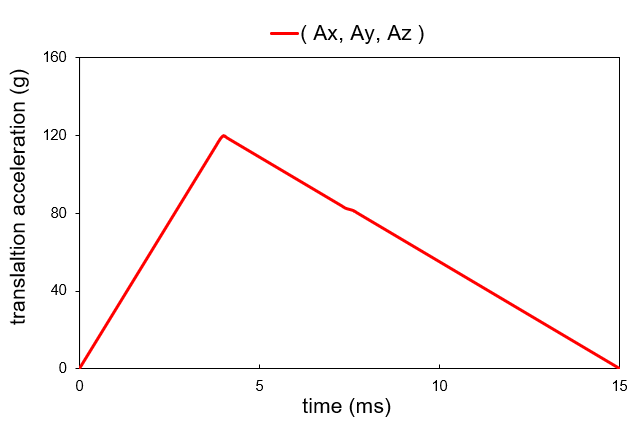 ( Ax, Ay, Az )
160
120
80
40
0
translaltion acceleration (g)
0 5 10 15
time (ms)